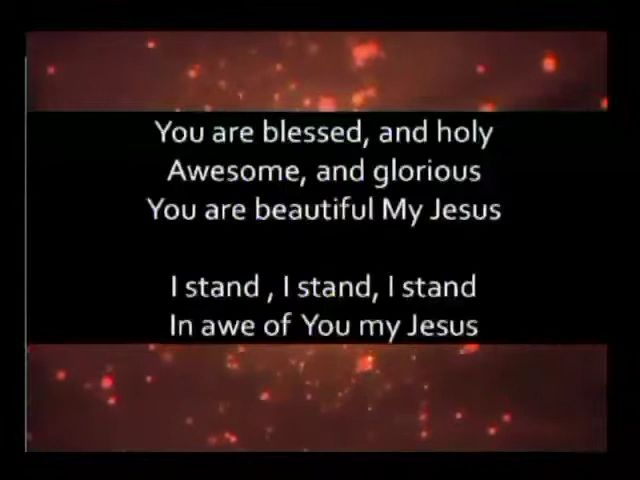 You are blessed, and holy
Awesome, and glorious
You are beautiful My Jesus
I stand , I stand, I stand
In awe of You my Jesus